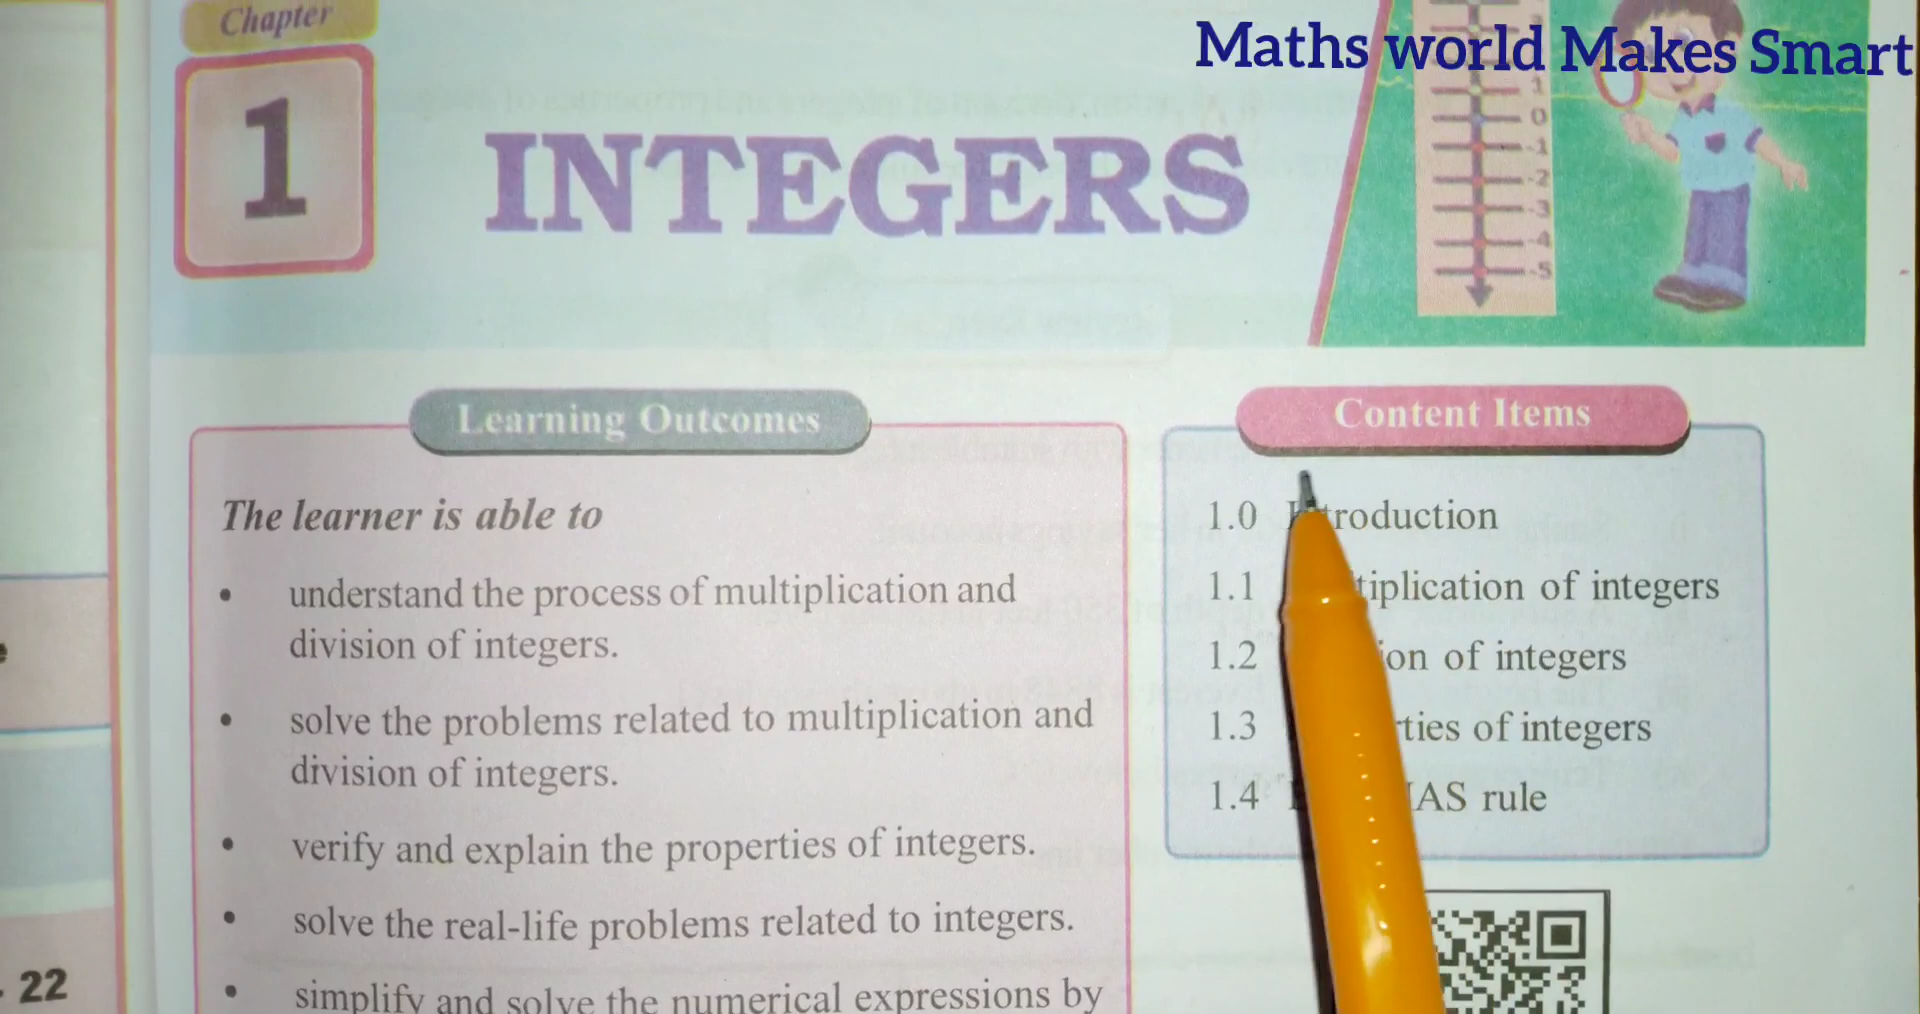 Chapter
1
INTEGERS
Maths world Makes Smart
1
0
-1
-2
-3
-4
-5
Learning Outcomes
The learner is able to
• understand the process of multiplication and
division of integers.
• solve the problems related to multiplication and
division of integers.
• verify and explain the properties of integers.
• solve the real-life problems related to integers.
• simplify and solve the numerical expressions by
Content Items
1.0 Introduction
1.1 tiplication of integers
1.2 ion of integers
1.3 ties of integers
1.4 AS rule
22